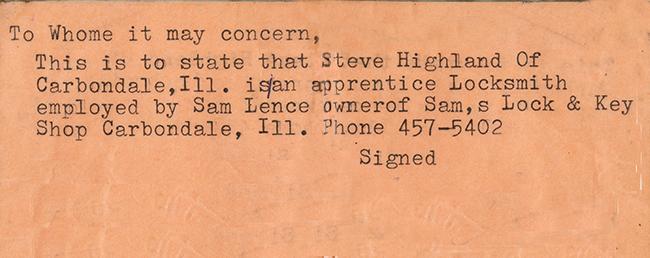 To Whome it may concern,
This is to state that Steve Highland Of
Carbondale,Ill. is/an apprentice Locksmith
employed by Sam Lence ownerof Sam,s Lock & Key
Shop Carbondale, Ill. Phone 457-5402
Signed